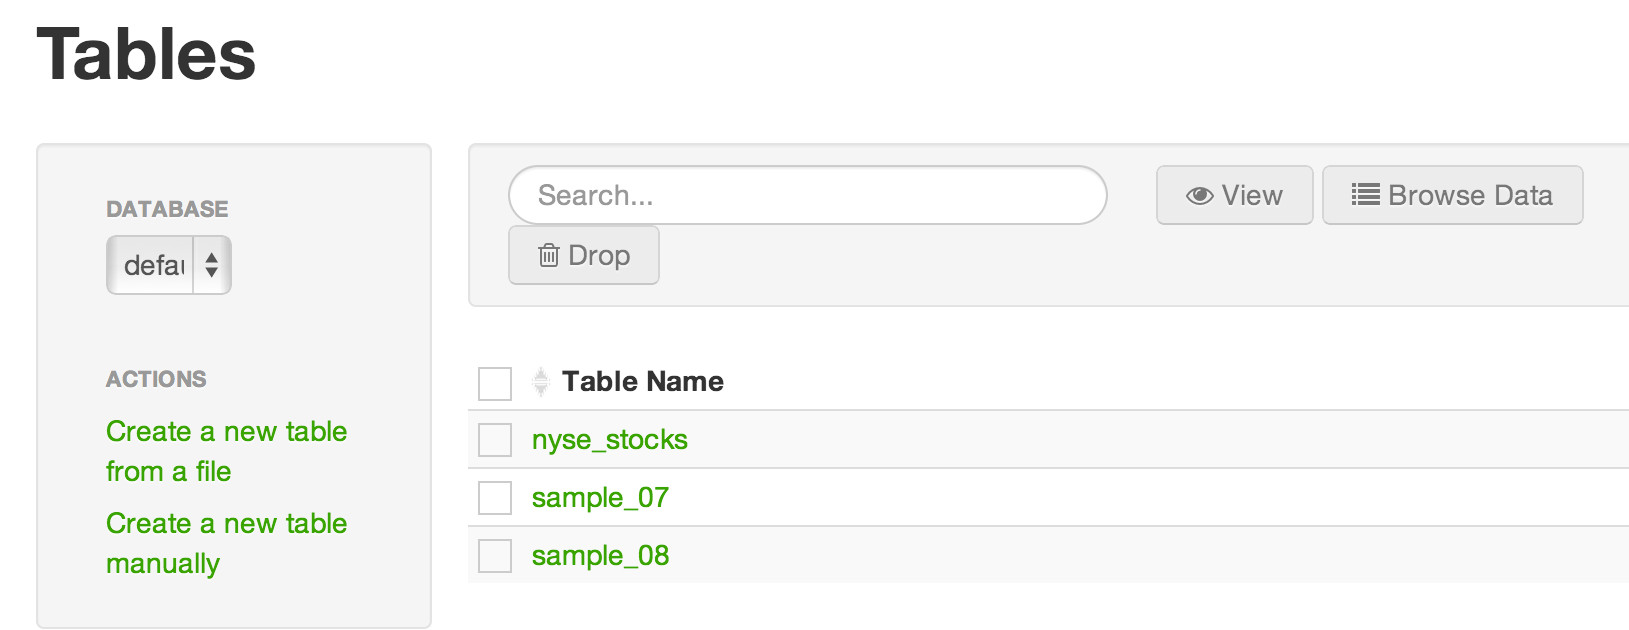 Tables
DATABASE
defau
ACTIONS
Create a new table
from a file
Create a new table
manually
Search...
View
Browse Data
Drop
Table Name
nyse_stocks
sample_07
sample_08